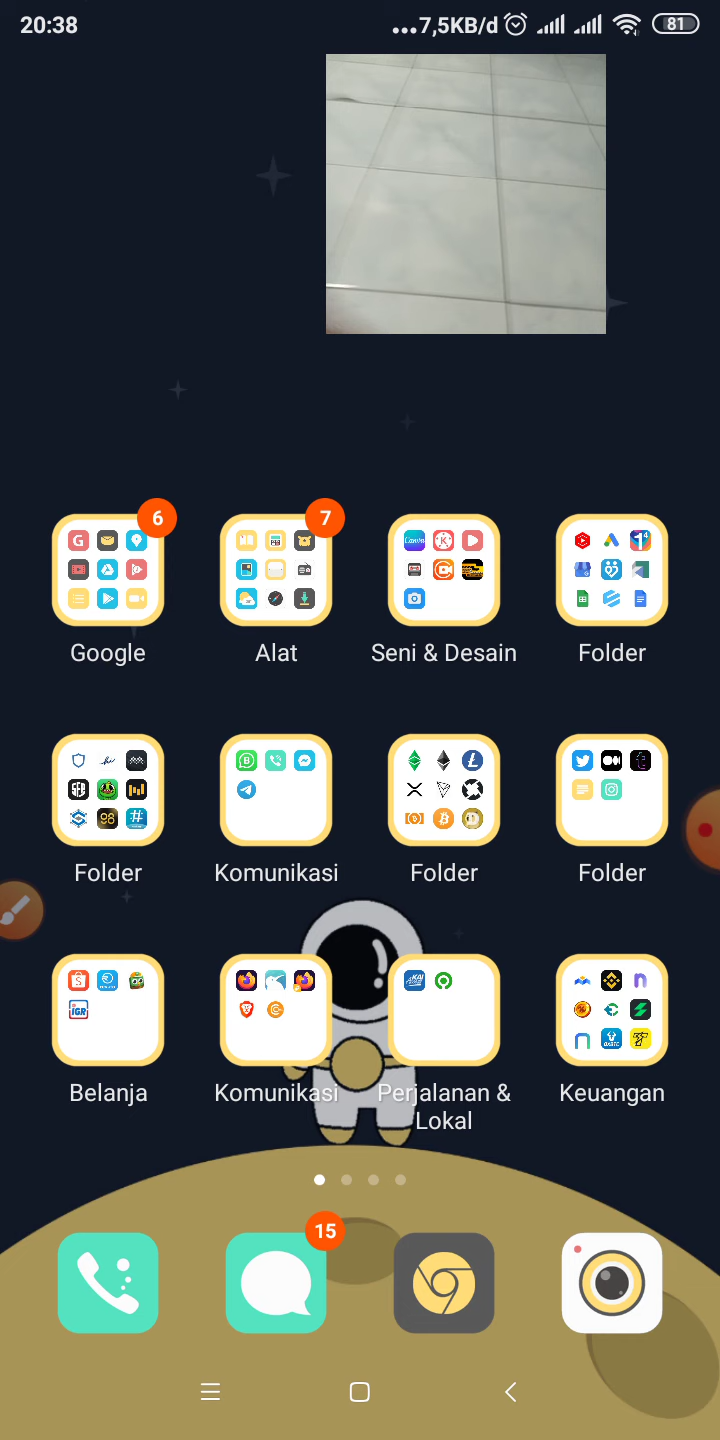 20:38
...7,5KB/d
81
6
7
Google
Alat
Seni & Desain
Folder
Folder
Komunikasi
Folder
Folder
Belanja
Komunikasi
Perjalanan &
Lokal
Keuangan
15